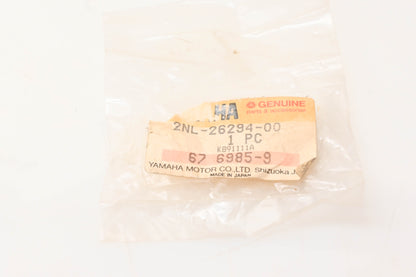 HA GENUINE
parts & accessories
2NL-26294-00
1 PC
K891111A
67 6985-9
YAMAHA MOTOR CO.,LTD. Shizuoka J
MADE IN JAPAN